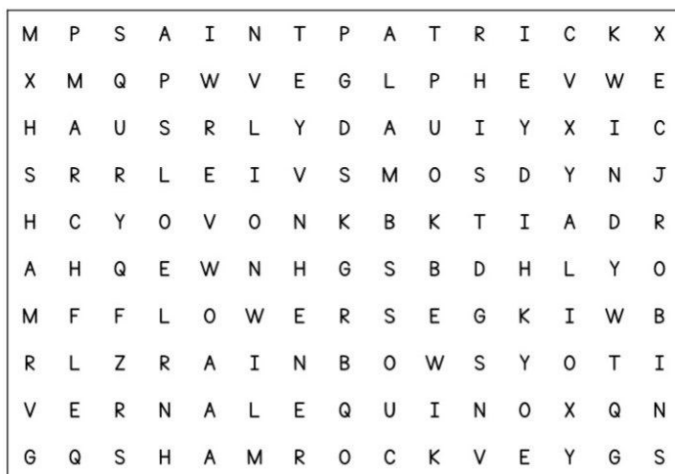 M P S A I N T P A T R I C K X
X M Q P W V E G L P H E V W E
H A U S R L Y D A U I Y X I C
S R R L E I V S M O S D Y N J
H C Y O V O N K B K T I A D R
A H Q E W N H G S B D H L Y O
M F F L O W E R S E G K I W B
R L Z R A I N B O W S Y O T I
V E R N A L E Q U I N O X Q N
G Q S H A M R O C K V E Y G S